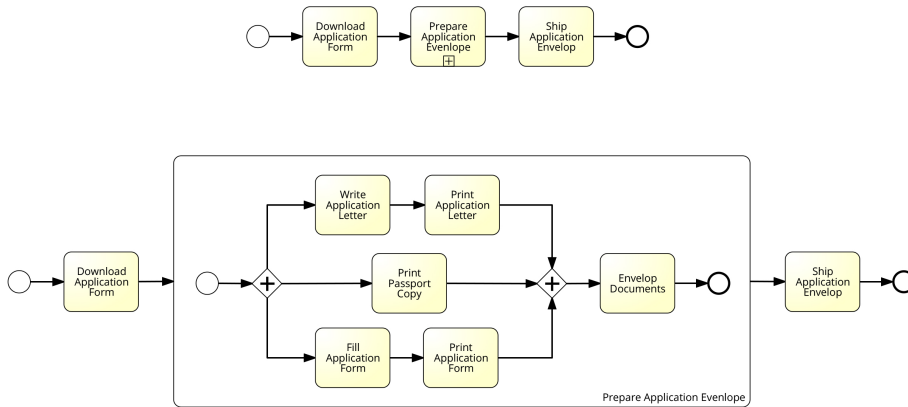 Download
Application
Form
Prepare
Application
Evenlope
Ship
Application
Envelop
Write
Application
Letter
Print
Application
Letter
Download
Application
Form
Print
Passport
Copy
Envelop
Documents
Ship
Application
Envelop
Fill
Application
Form
Print
Application
Form
Prepare Application Evenlope